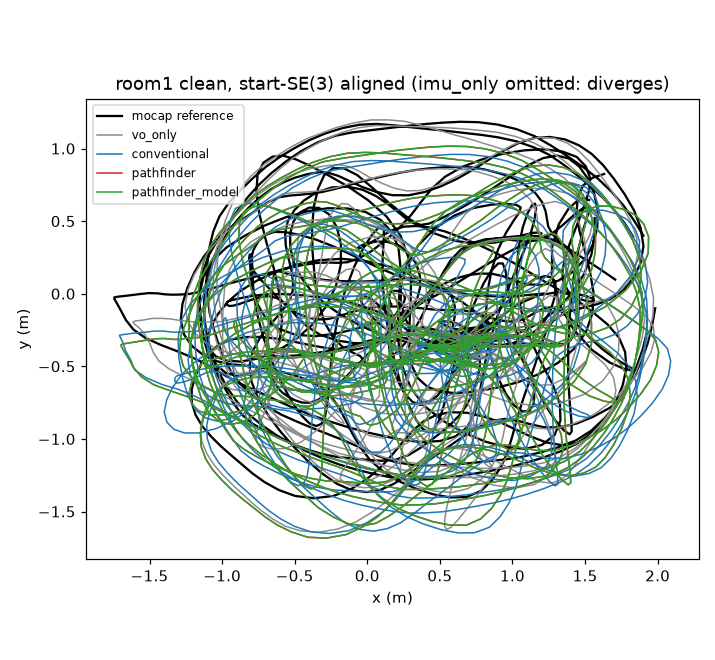 room1 clean, start-SE(3) aligned (imu_only omitted: diverges)
mocap reference
vo_only
conventional
pathfinder
pathfinder_model
1.0
0.5
0.0
−0.5
−1.0
−1.5
y (m)
−1.5 −1.0 −0.5 0.0 0.5 1.0 1.5 2.0
x (m)